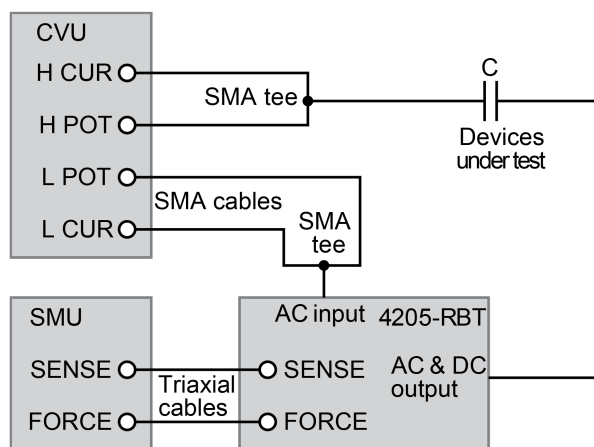 CVU
H CUR
SMA tee
C
H POT
Devices
under test
L POT
SMA cables
SMA
tee
L CUR
SMU
AC input
4205-RBT
SENSE
Triaxial
cables
SENSE
AC & DC
output
FORCE
FORCE